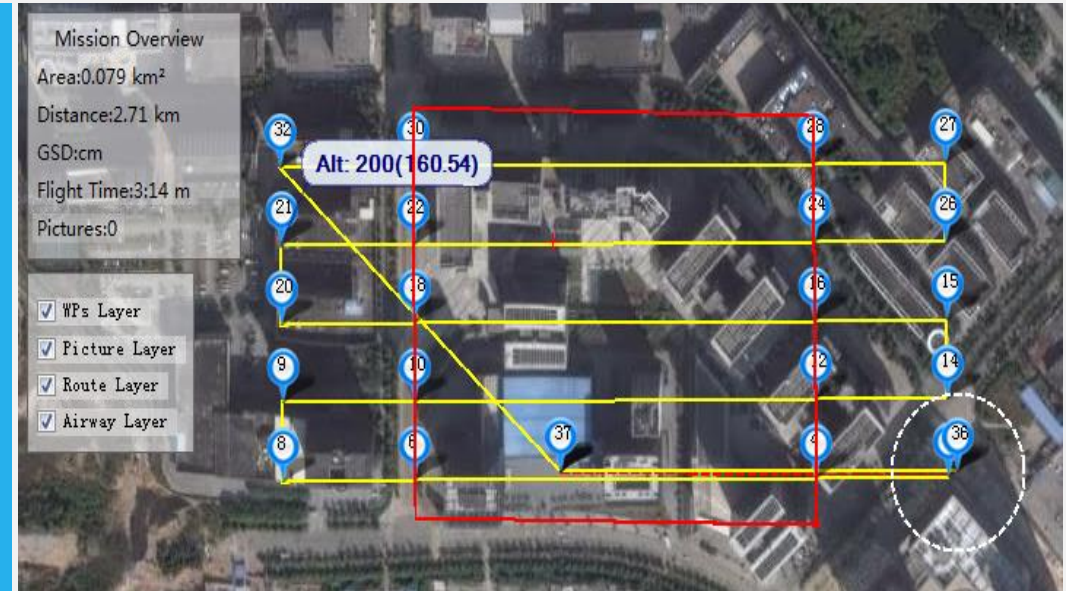 Mission Overview
Area:0.079 km²
Distance:2.71 km
GSD:cm
Flight Time:3:14 m
Pictures:0
WPs Layer
Picture Layer
Route Layer
Airway Layer
32
30
28
27
Alt: 200(160.54)
21
22
24
26
20
18
16
15
9
10
12
14
8
6
37
4
36